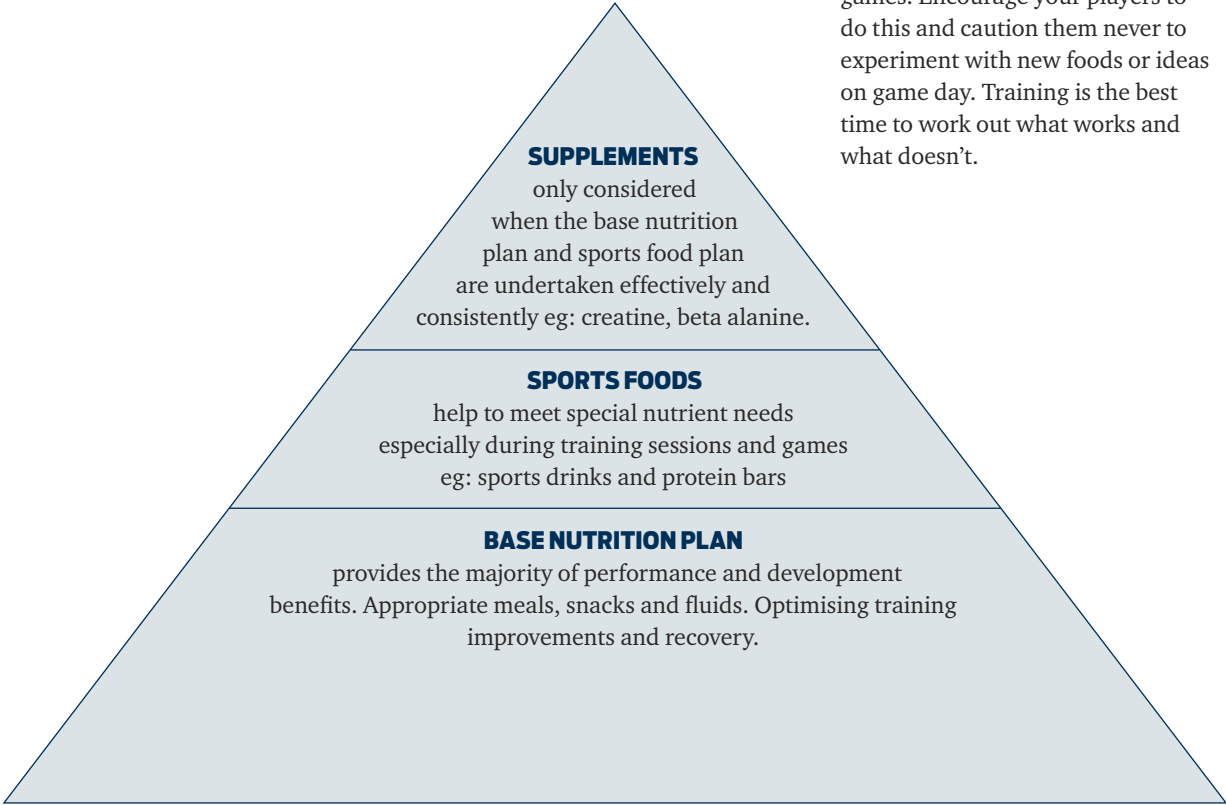 games. Encourage your players to
do this and caution them never to
experiment with new foods or ideas
on game day. Training is the best
time to work out what works and
what doesn't.
SUPPLEMENTS
only considered
when the base nutrition
plan and sports food plan
are undertaken effectively and
consistently eg: creatine, beta alanine.
SPORTS FOODS
help to meet special nutrient needs
especially during training sessions and games
eg: sports drinks and protein bars
BASE NUTRITION PLAN
provides the majority of performance and development
benefits. Appropriate meals, snacks and fluids. Optimising training
improvements and recovery.